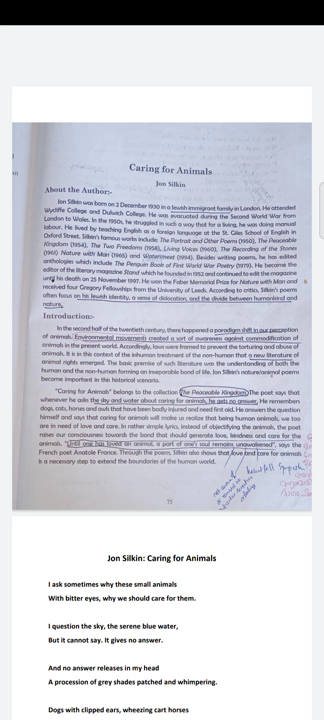 Caring for Animals
Jon Silkin
About the Author:-
Jon Silkin was born on 2 December 1930 in a Jewish immigrant family in London. He attended
Wycliffe College and Dulwich College. He was evacuated during the Second World War from
London to Wales. In the 1950s, he struggled in such a way that for a living, he was doing manual
labour. He lived by teaching English as a foreign language at the St. Giles School of English in
Oxford Street. Silkin's famous works include: The Portrait and Other Poems (1950), The Peaceable
Kingdom (1954), The Two Freedoms (1958), Living Voices (1960), The Recording of the Stones
(1961) Nature with Man (1965) and Watersmeet (1994). Besides writing poems, he has edited
anthologies which include The Penguin Book of First World War Poetry (1979). He become the
editor of the literary magazine Stand which he founded in 1952 and continued to edit the magazine
until his death on 25 November 1997. He won the Faber Memorial Prize for Nature with Man and
received four Gregory Fellowships from the University of Leeds. According to critics, Silkin's poems
often focus on his Jewish identity, a sense of dislocation, and the divide between humankind and
nature.
Introduction:-
In the second half of the twentieth century, there happened a paradigm shift in our perception
of animals. Environmental movements created a sort of awareness against commodification of
animals in the present world. Accordingly, laws were framed to prevent the torturing and abuse of
animals. It is in this context of the inhuman treatment of the non-human that a new literature of
animal rights emerged. The basic premise of such literature was the understanding of both the
human and the non-human forming an inseparable bond of life. Jon Silkin's nature/animal poems
become important in this historical scenario.
"Caring for Animals" belongs to the collection The Peaceable Kingdom. The poet says that
whenever he asks the sky and water about caring for animals, he gets no answer. He remembers
dogs, cats, horses and owls that have been badly injured and need first aid. He answers the question
himself and says that caring for animals will make us realize that being human animals, we too
are in need of love and care. In rather simple lyrics, instead of objectifying the animals, the poet
raises our consciousness towards the bond that should generate love, kindness and care for the
animals. "Until one has loved an animal, a part of one's soul remains unawakened", says the
French poet Anatole France. Through the poem, Silkin also shows that love and care for animals
is a necessary step to extend the boundaries of the human world.
75
Jon Silkin: Caring for Animals
I ask sometimes why these small animals
With bitter eyes, why we should care for them.
I question the sky, the serene blue water,
But it cannot say. It gives no answer.
And no answer releases in my head
A procession of grey shades patched and whimpering.
Dogs with clipped ears, wheezing cart horses